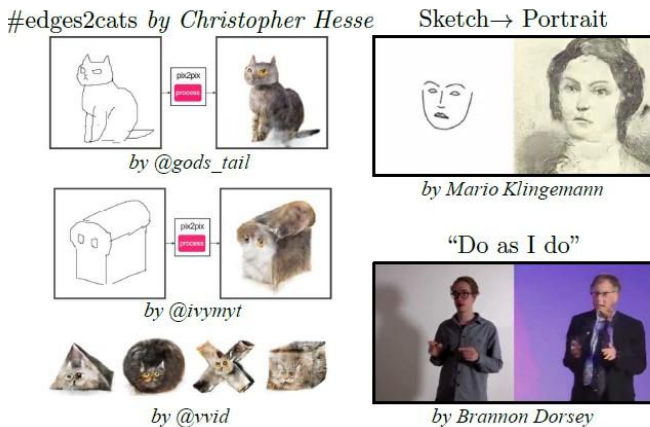 #edges2cats by Christopher Hesse
pix2pix
process
by @gods_tail
pix2pix
process
by @ivymyt
by @vvid
Sketch→ Portrait
by Mario Klingemann
“Do as I do”
by Brannon Dorsey